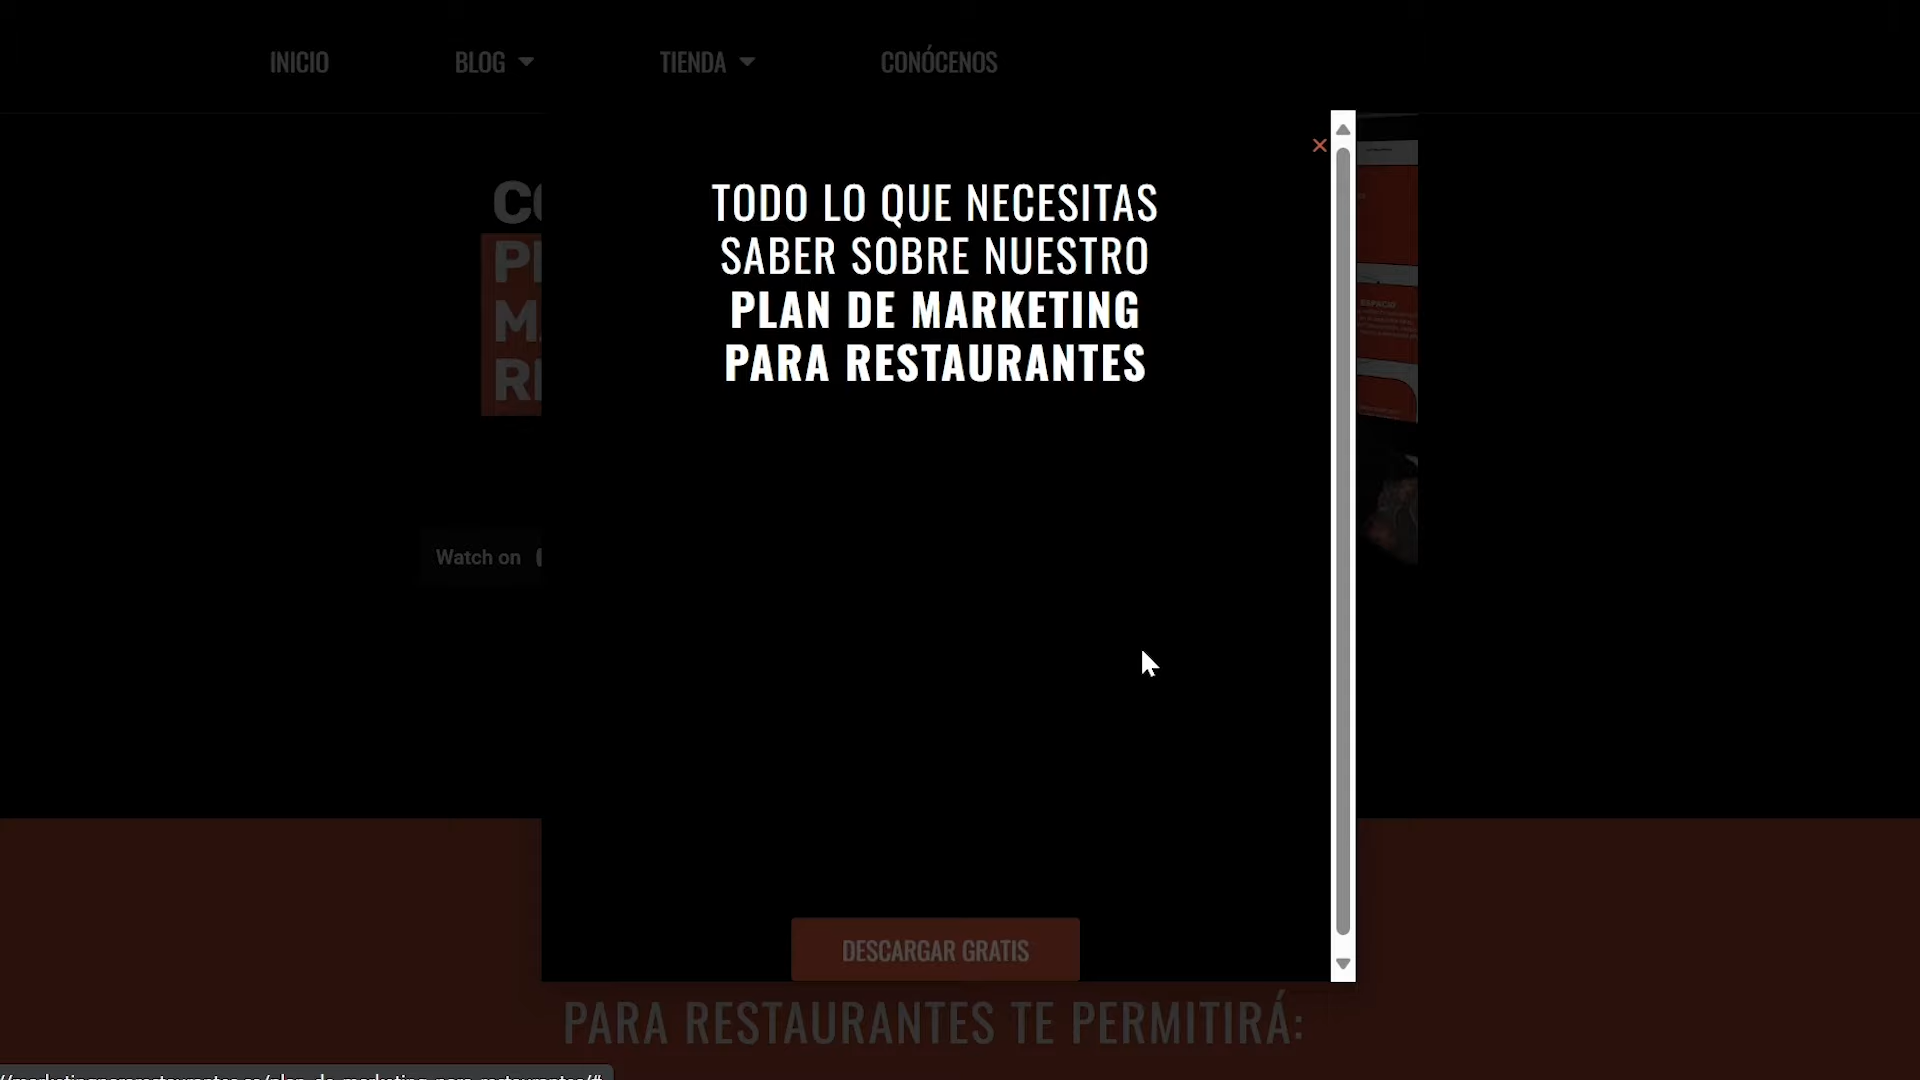 INICIO
BLOG
TIENDA
CONÓCENOS
TODO LO QUE NECESITAS
SABER SOBRE NUESTRO
PLAN DE MARKETING
PARA RESTAURANTES
ESPACIO
Watch on
DESCARGAR GRATIS
PARA RESTAURANTES TE PERMITIRÁ: